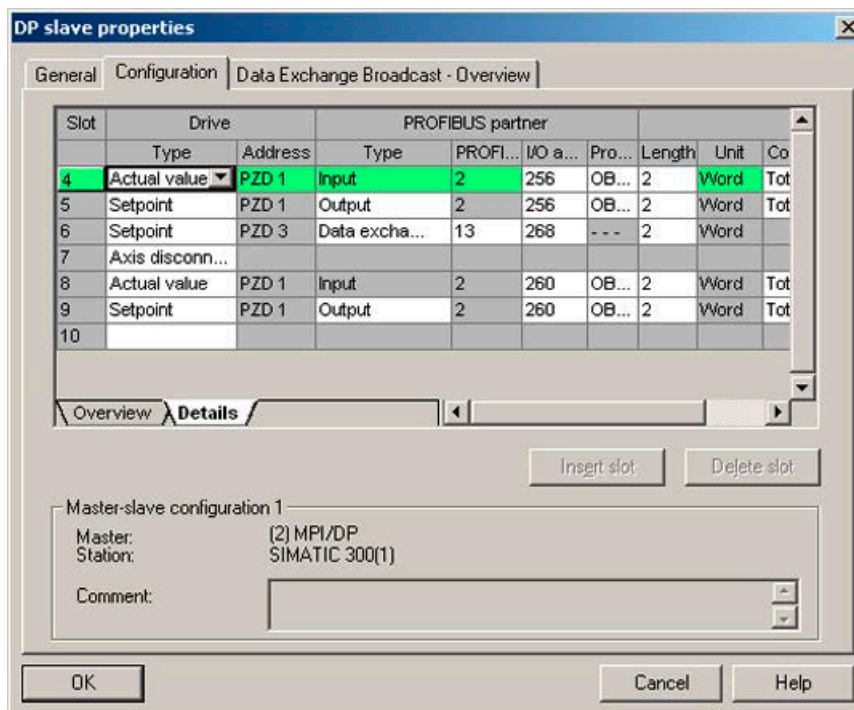 DP slave properties
General Configuration Data Exchange Broadcast - Overview
Slot Drive PROFIBUS partner
Type Address Type PROFI... I/O a... Pro... Length Unit Co
4 Actual value PZD 1 Input 2 256 OB... 2 Word Tot
5 Setpoint PZD 1 Output 2 256 OB... 2 Word Tot
6 Setpoint PZD 3 Data excha... 13 268 - - - 2 Word
7 Axis disconn...
8 Actual value PZD 1 Input 2 260 OB... 2 Word Tot
9 Setpoint PZD 1 Output 2 260 OB... 2 Word Tot
10
Overview Details
Insert slot Delete slot
Master-slave configuration 1
Master: (2) MPI/DP
Station: SIMATIC 300(1)
Comment:
OK Cancel Help